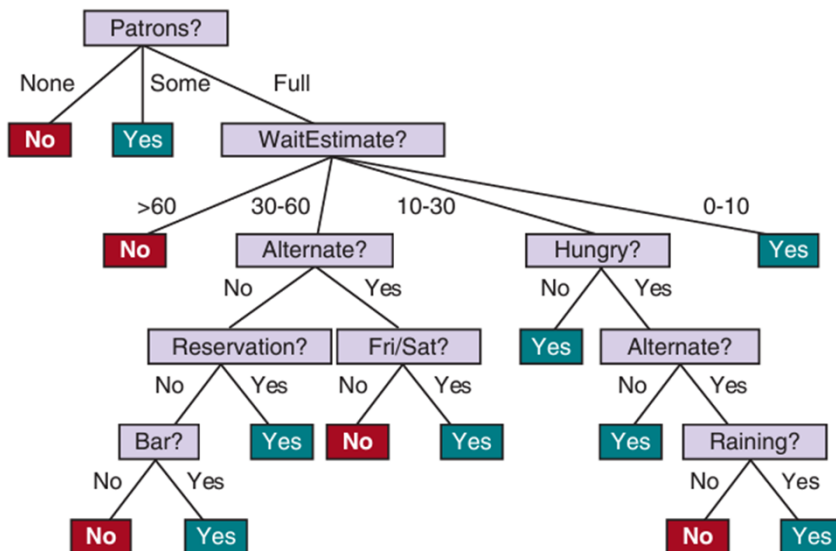 Patrons?
None Some Full
No Yes WaitEstimate?
>60 30-60 10-30 0-10
No Alternate? Hungry? Yes
No Yes No Yes
Reservation? Fri/Sat? Yes Alternate?
No Yes No Yes No Yes
Bar? Yes No Yes Yes Raining?
No Yes No Yes
No Yes No Yes